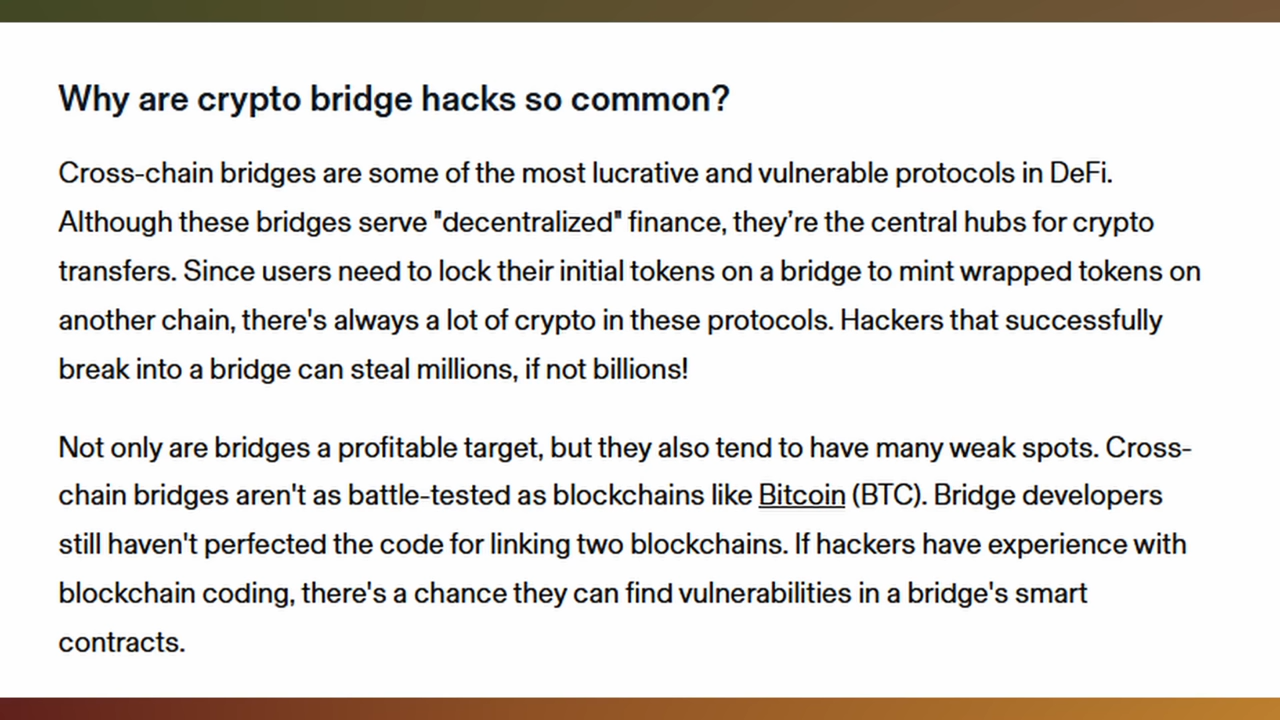 Why are crypto bridge hacks so common?
Cross-chain bridges are some of the most lucrative and vulnerable protocols in DeFi.
Although these bridges serve "decentralized" finance, they’re the central hubs for crypto
transfers. Since users need to lock their initial tokens on a bridge to mint wrapped tokens on
another chain, there's always a lot of crypto in these protocols. Hackers that successfully
break into a bridge can steal millions, if not billions!
Not only are bridges a profitable target, but they also tend to have many weak spots. Cross-
chain bridges aren't as battle-tested as blockchains like Bitcoin (BTC). Bridge developers
still haven't perfected the code for linking two blockchains. If hackers have experience with
blockchain coding, there's a chance they can find vulnerabilities in a bridge's smart
contracts.